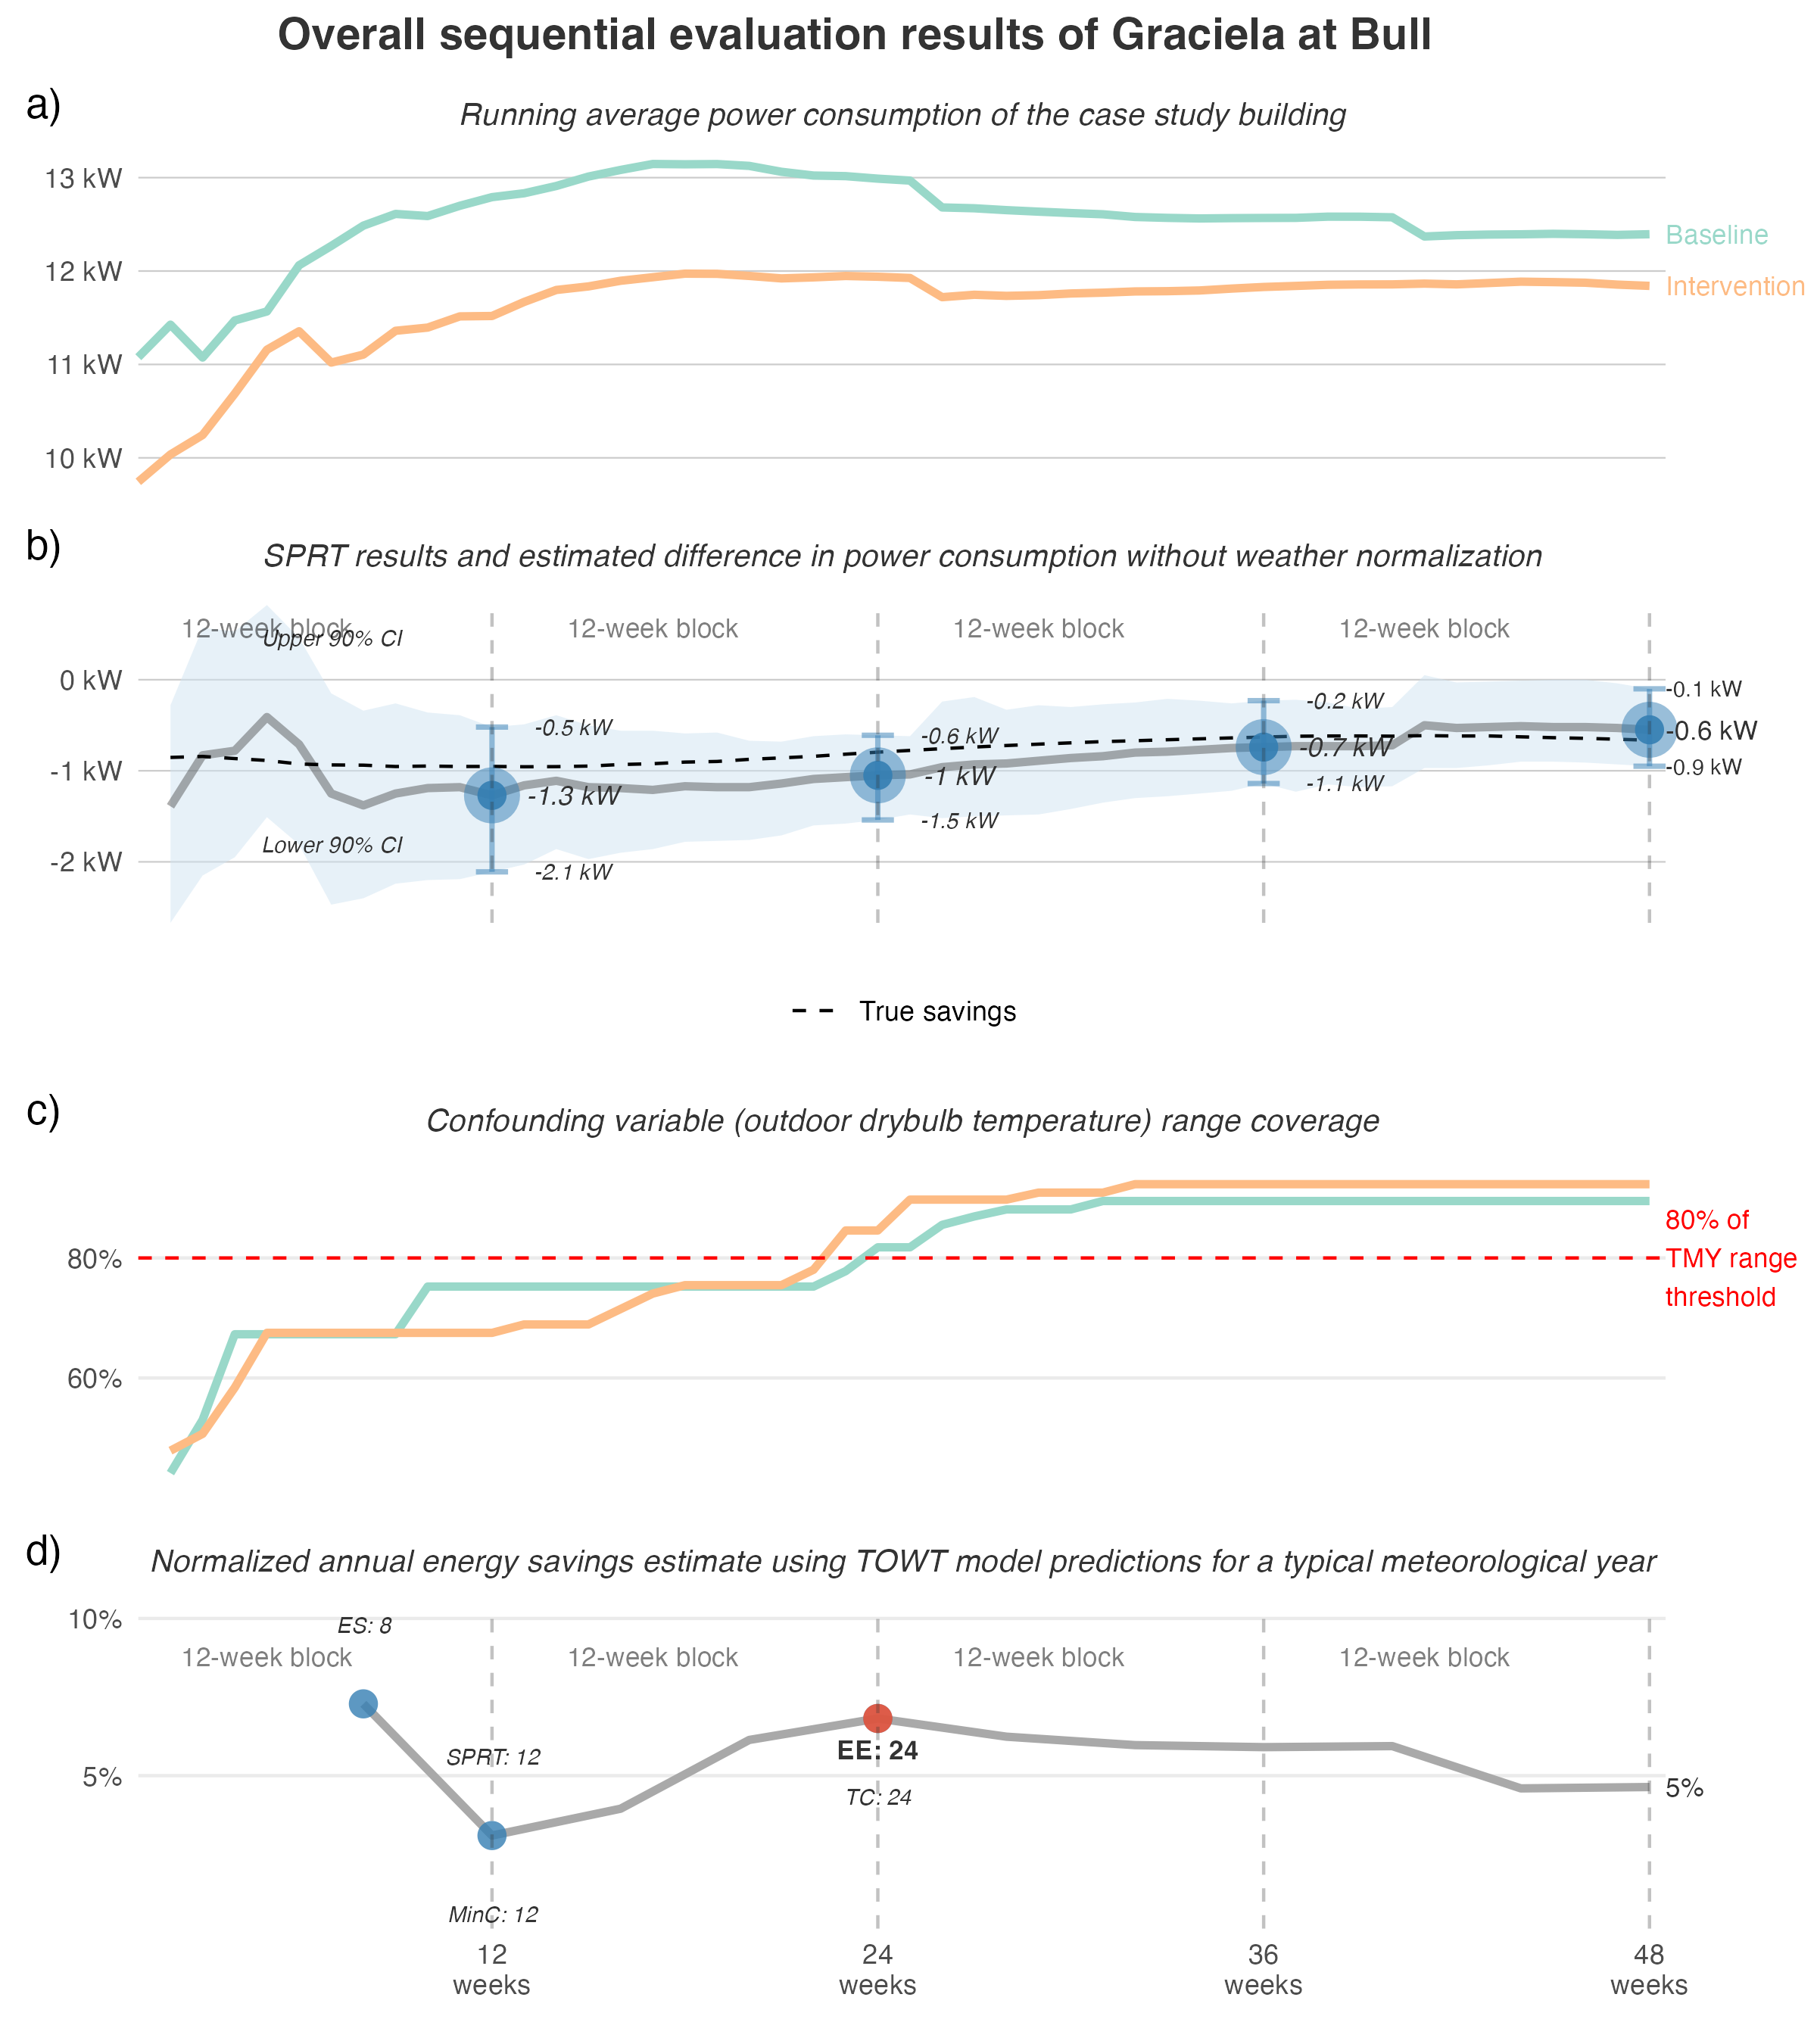 Overall sequential evaluation results of Graciela at Bull
a)
Running average power consumption of the case study building
13 kW
12 kW
11 kW
10 kW
Baseline
Intervention
b)
SPRT results and estimated difference in power consumption without weather normalization
12-week block
12-week block
12-week block
12-week block
Upper 90% CI
Lower 90% CI
0 kW
-1 kW
-2 kW
-0.5 kW
-1.3 kW
-2.1 kW
-0.6 kW
-1 kW
-1.5 kW
-0.2 kW
-0.7 kW
-1.1 kW
-0.1 kW
-0.6 kW
-0.9 kW
True savings
c)
Confounding variable (outdoor drybulb temperature) range coverage
80%
60%
80% of
TMY range
threshold
d)
Normalized annual energy savings estimate using TOWT model predictions for a typical meteorological year
10%
5%
ES: 8
12-week block
12-week block
12-week block
12-week block
SPRT: 12
EE: 24
TC: 24
5%
MinC: 12
12
weeks
24
weeks
36
weeks
48
weeks